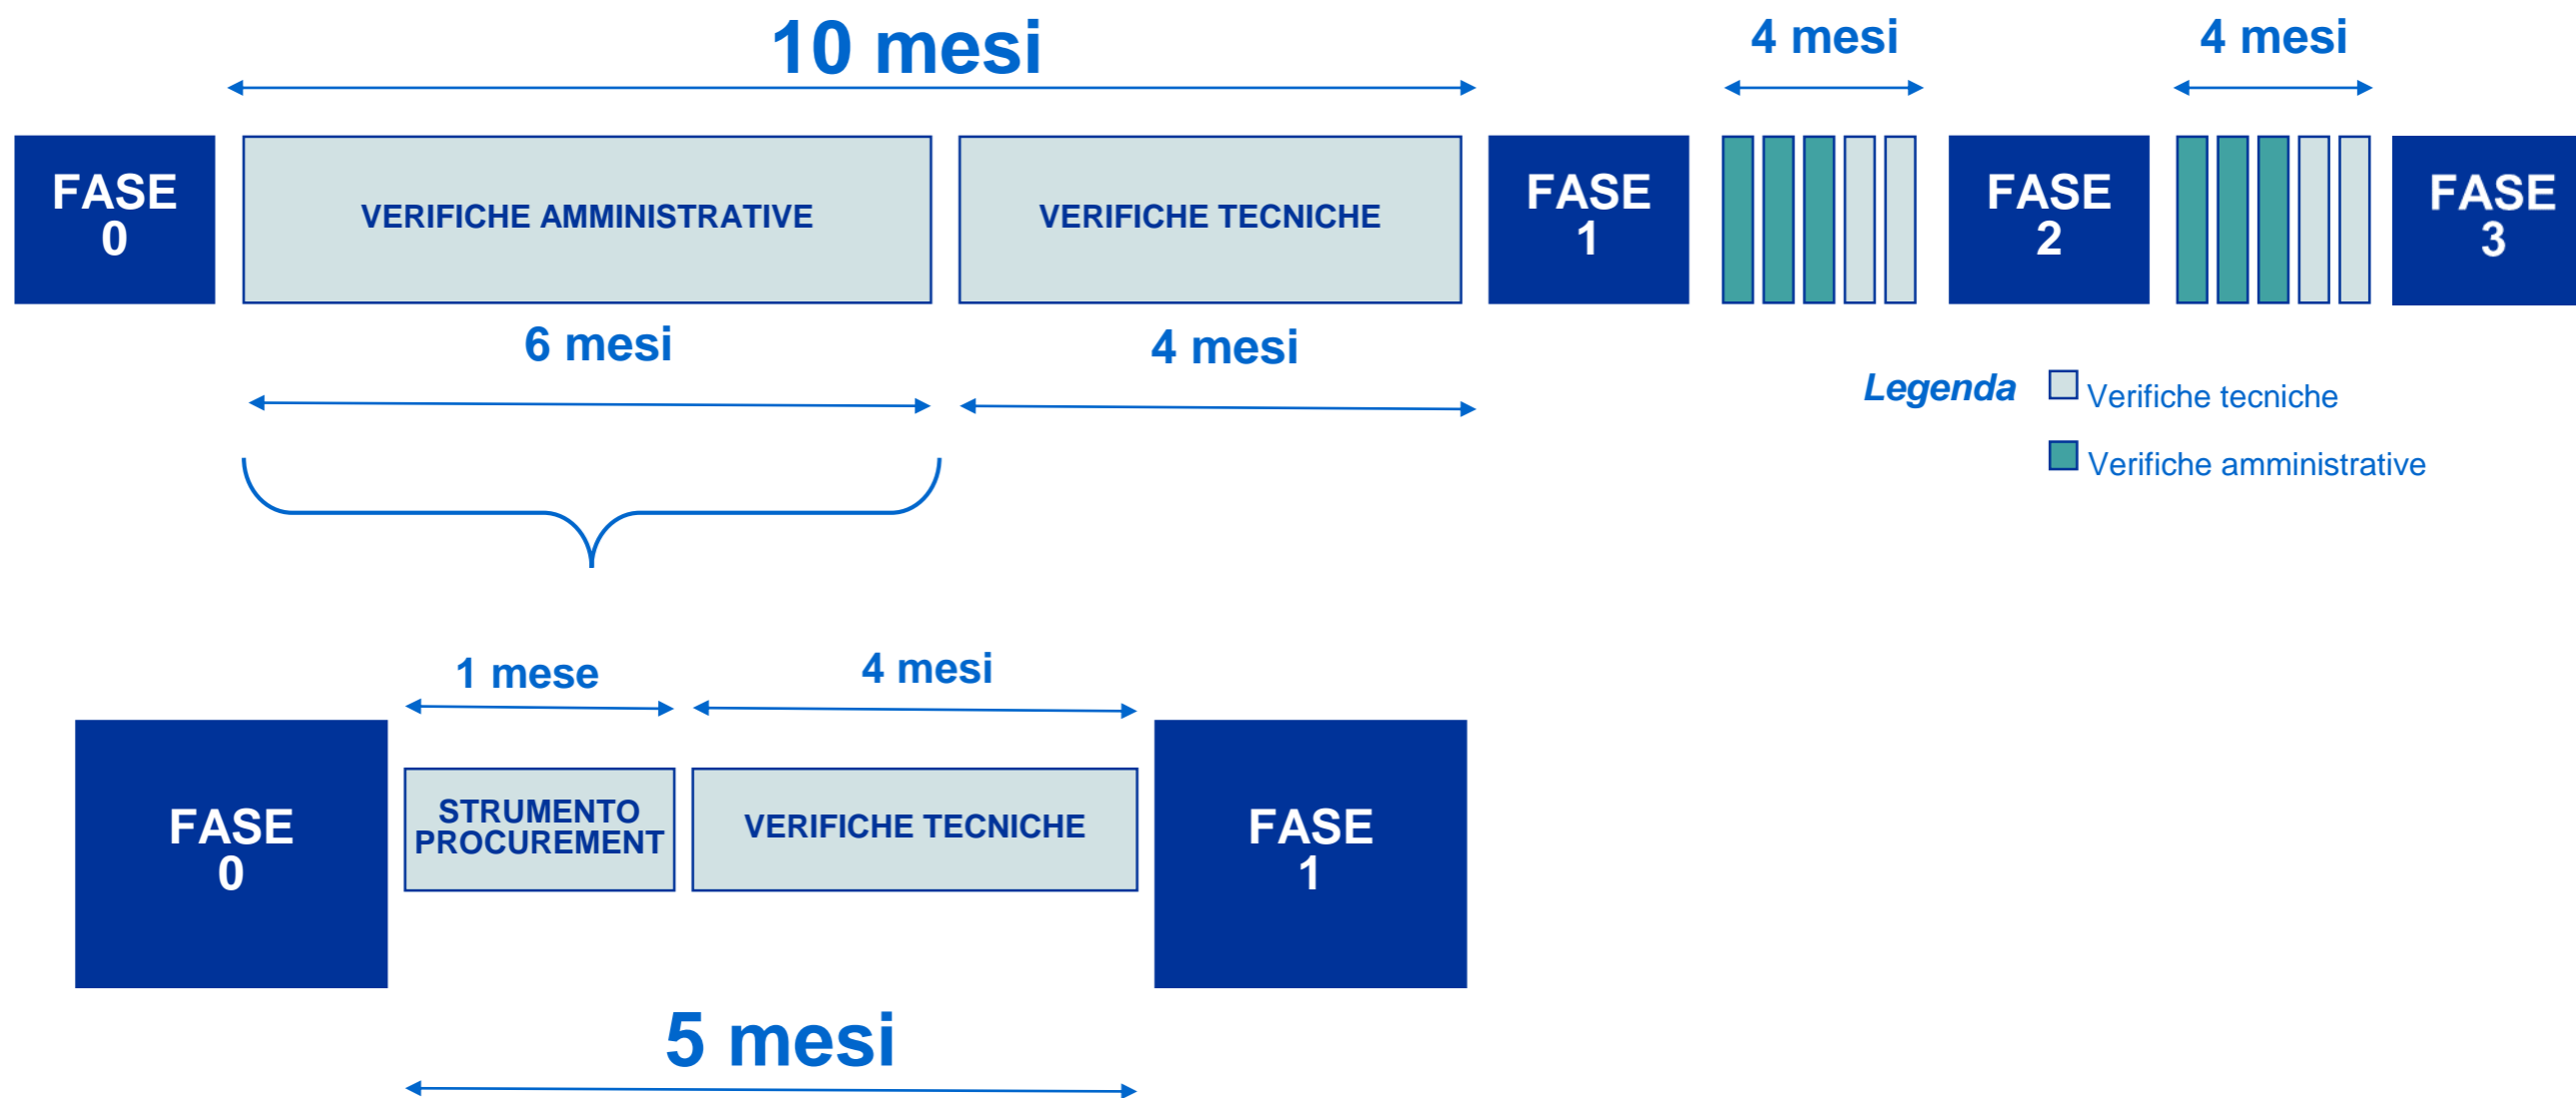 10 mesi
4 mesi
4 mesi
FASE
0
VERIFICHE AMMINISTRATIVE
VERIFICHE TECNICHE
FASE
1
FASE
2
FASE
3
6 mesi
4 mesi
Legenda
Verifiche tecniche
Verifiche amministrative
1 mese
4 mesi
FASE
0
STRUMENTO
PROCUREMENT
VERIFICHE TECNICHE
FASE
1
5 mesi